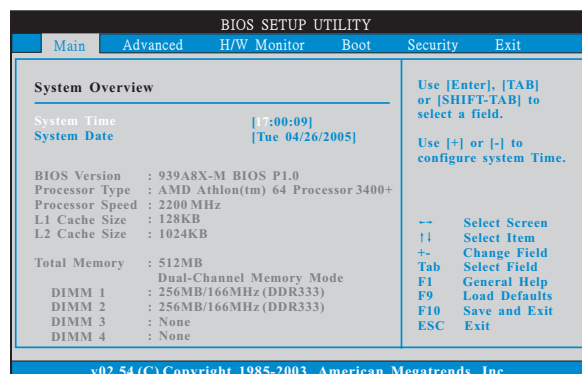 BIOS SETUP UTILITY
Main Advanced H/W Monitor Boot Security Exit
System Overview
System Time [17:00:09]
System Date [Tue 04/26/2005]
BIOS Version : 939A8X-M BIOS P1.0
Processor Type : AMD Athlon(tm) 64 Processor 3400+
Processor Speed : 2200 MHz
L1 Cache Size : 128KB
L2 Cache Size : 1024KB
Total Memory : 512MB
Dual-Channel Memory Mode
DIMM 1 : 256MB/166MHz (DDR333)
DIMM 2 : 256MB/166MHz (DDR333)
DIMM 3 : None
DIMM 4 : None
Use [Enter], [TAB]
or [SHIFT-TAB] to
select a field.
Use [+] or [-] to
configure system Time.
←→ Select Screen
↑↓ Select Item
+- Change Field
Tab Select Field
F1 General Help
F9 Load Defaults
F10 Save and Exit
ESC Exit
v02.54 (C) Copyright 1985-2003, American Megatrends, Inc.